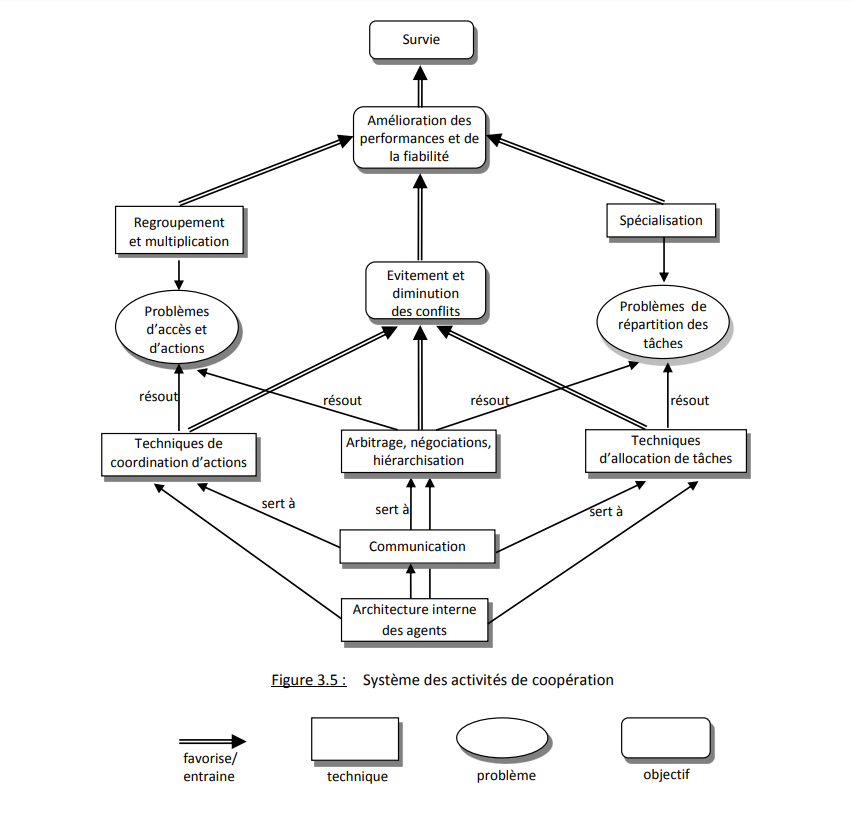 Survie
Amélioration des
performances et de
la fiabilité
Regroupement
et multiplication
Spécialisation
Evitement et
diminution
des conflits
Problèmes
d'accès et
d'actions
Problèmes de
répartition des
tâches
résout
résout
résout
résout
Techniques de
coordination d'actions
Arbitrage, négociations,
hiérarchisation
Techniques
d'allocation de tâches
sert à
sert à
sert à
Communication
Architecture interne
des agents
Figure 3.5 : Système des activités de coopération
favorise/
entraine
technique
problème
objectif